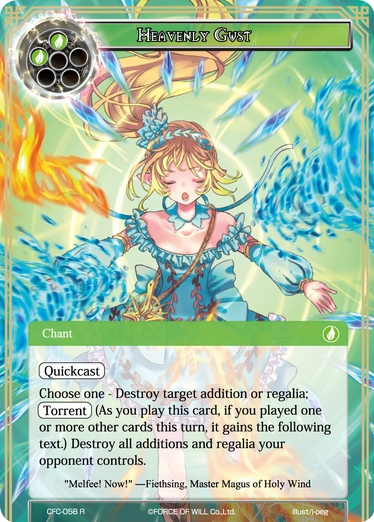 Heavenly Gust
Chant
Quickcast
Choose one - Destroy target addition or regalia;
Torrent (As you play this card, if you played one
or more other cards this turn, it gains the following
text.) Destroy all additions and regalia your
opponent controls.
"Melfee! Now!" —Fiethsing, Master Magus of Holy Wind
CFC-058 R ©FORCE OF WILL Co.,Ltd. Illust/j-peg